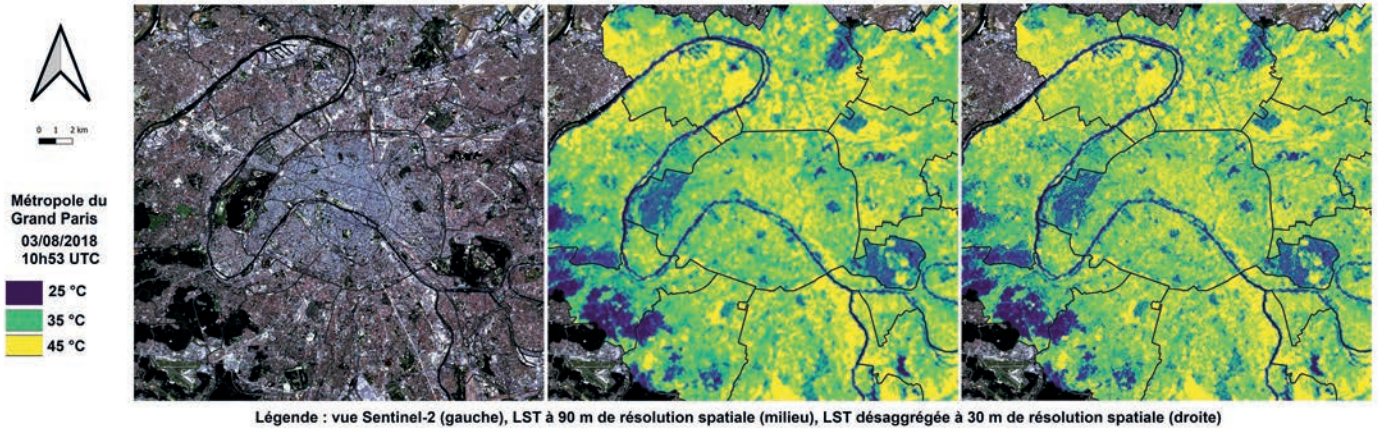 0 1 2 km
Métropole du
Grand Paris
03/08/2018
10h53 UTC
25 °C
35 °C
45 °C
Légende : vue Sentinel-2 (gauche), LST à 90 m de résolution spatiale (milieu), LST désaggrégée à 30 m de résolution spatiale (droite)